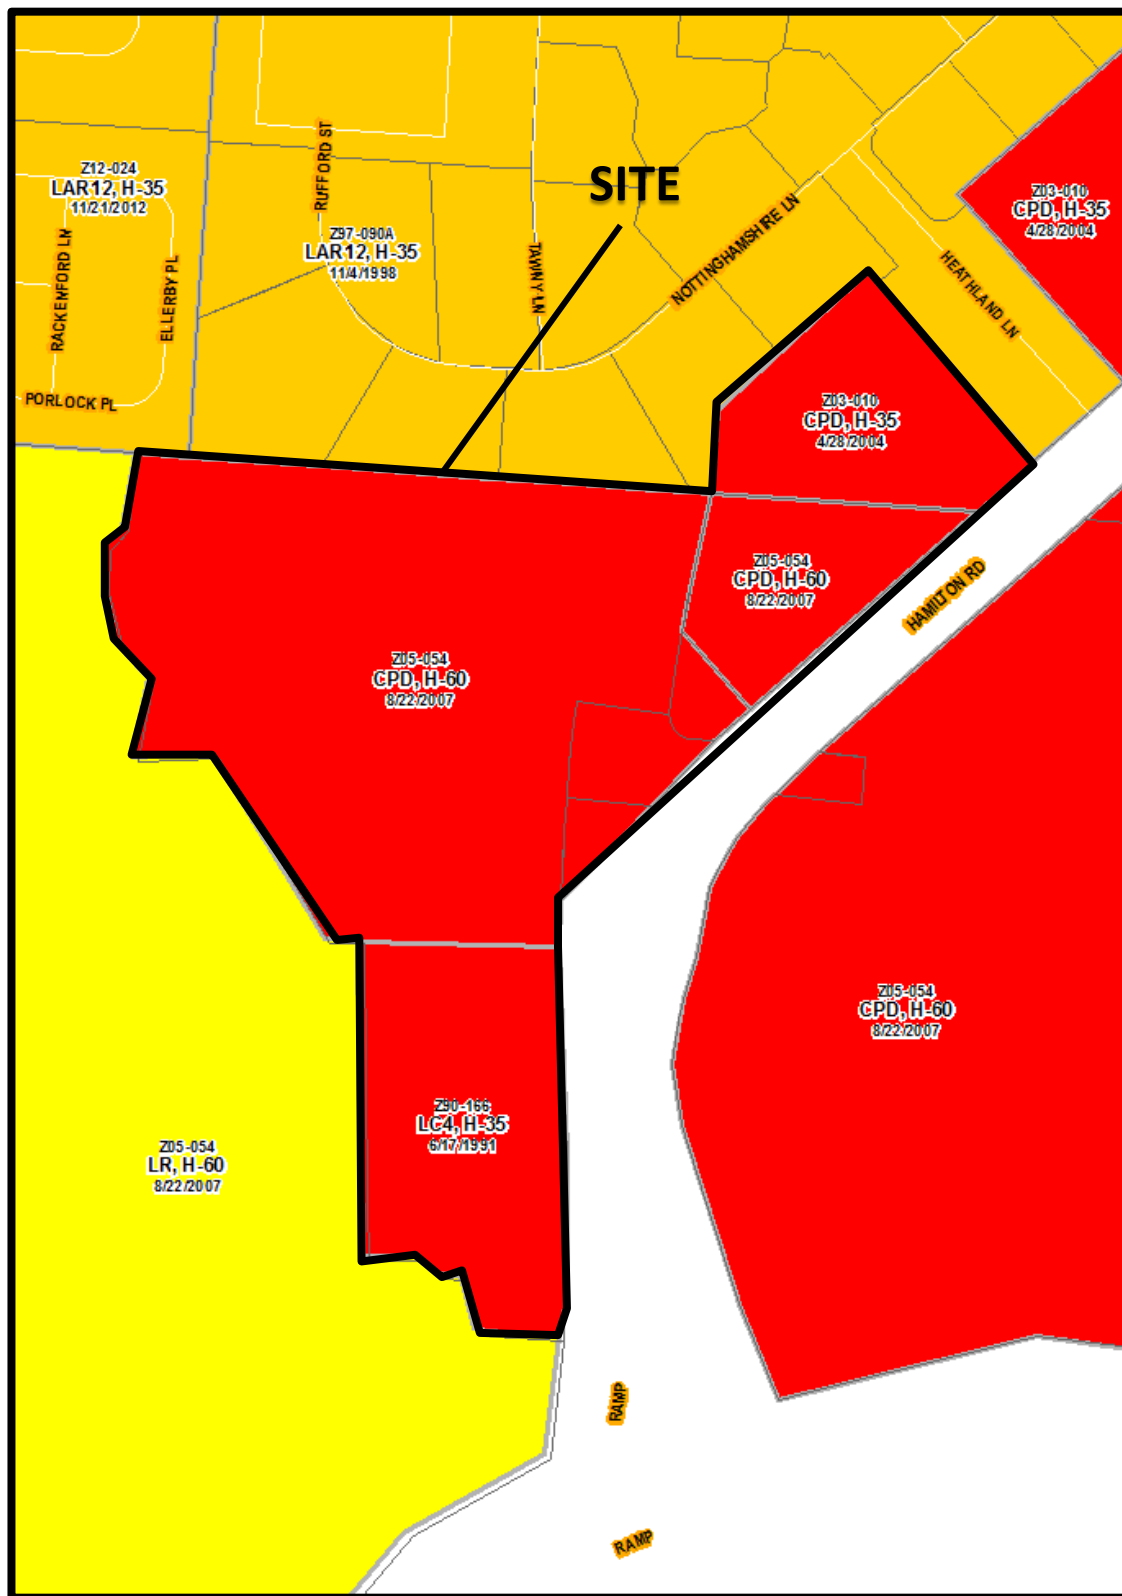 Z12-024
LAR12, H-35
11/21/2012
RUFFORD ST
SITE
Z03-010
CPD, H-35
4/28/2004
Z97-090A
LAR12, H-35
11/4/1998
RACKENFORD LN
ELLERBY PL
TAWNY LN
NOTTINGHAMSHIRE LN
HEATHLAND LN
PORLOCK PL
Z03-010
CPD, H-35
4/28/2004
Z05-054
CPD, H-60
8/22/2007
HAMILTON RD
Z05-054
CPD, H-60
8/22/2007
Z05-054
CPD, H-60
8/22/2007
Z90-166
LC4, H-35
6/17/1991
Z05-054
LR, H-60
8/22/2007
RAMP
RAMP